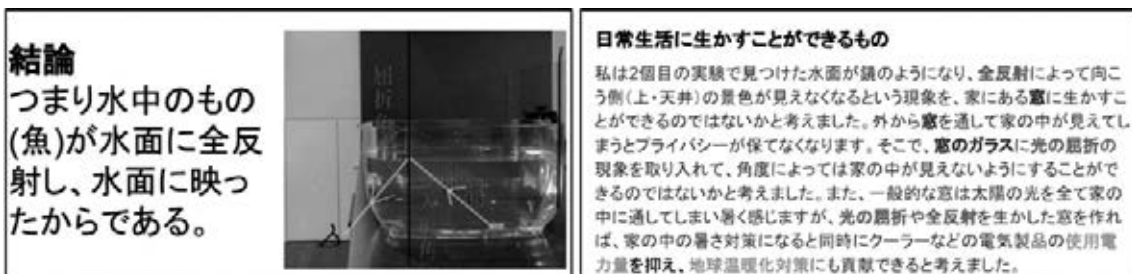 結論
つまり水中のもの
(魚)が水面に全反
射し、水面に映っ
たからである。
屈折
日常生活に生かすことができるもの
私は2個目の実験で見つけた水面が鏡のようになり、全反射によって向こ
う側(上・天井)の景色が見えなくなるという現象を、家にある窓に生かすこ
とができるのではないかと考えました。外から窓を通して家の中が見えてし
まうとプライバシーが保てなくなります。そこで、窓のガラスに光の屈折の
現象を取り入れて、角度によっては家の中が見えないようにすることがで
きるのではないかと考えました。また、一般的な窓は太陽の光を全て家の
中に通してしまい暑く感じますが、光の屈折や全反射を生かした窓を作れ
ば、家の中の暑さ対策になると同時にクーラーなどの電気製品の使用電
力量を抑え、地球温暖化対策にも貢献できると考えました。